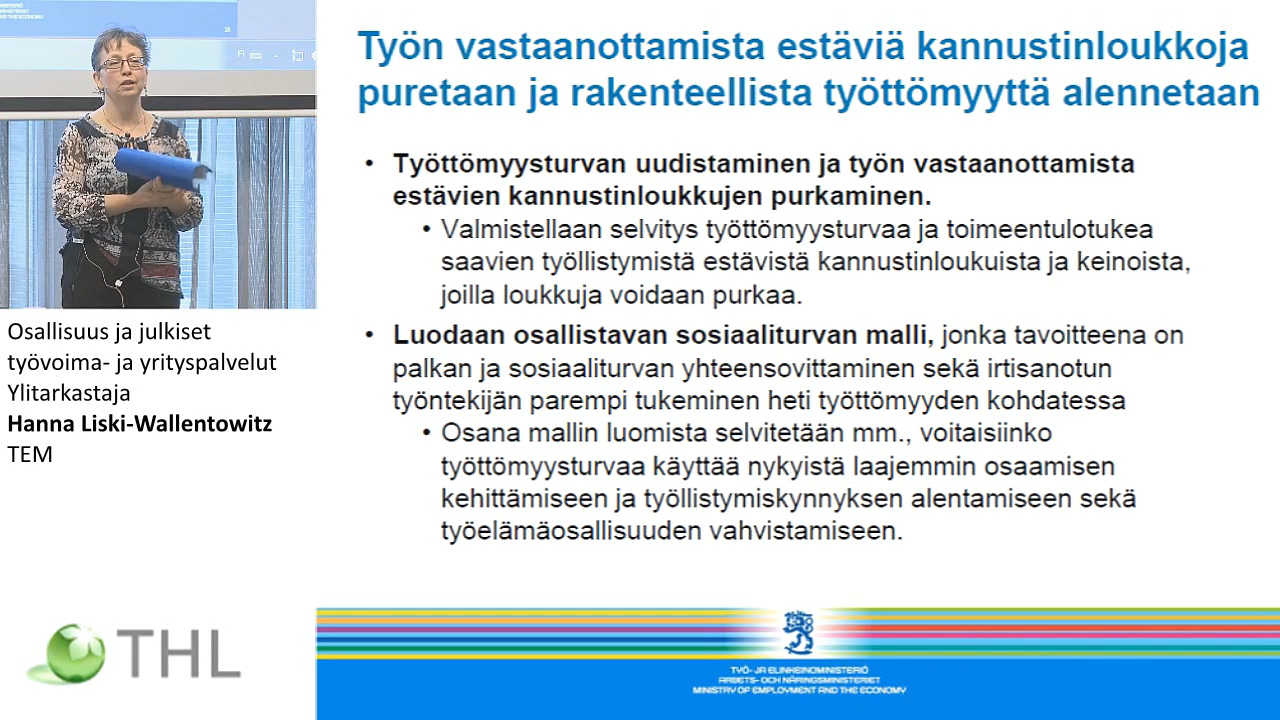 20
FI
Työn vastaanottamista estäviä kannustinloukkoja
puretaan ja rakenteellista työttömyyttä alennetaan
• Työttömyysturvan uudistaminen ja työn vastaanottamista
estävien kannustinloukkujen purkaminen.
• Valmistellaan selvitys työttömyysturvaa ja toimeentulotukea
saavien työllistymistä estävistä kannustinloukuista ja keinoista,
joilla loukkuja voidaan purkaa.
• Luodaan osallistavan sosiaaliturvan malli, jonka tavoitteena on
palkan ja sosiaaliturvan yhteensovittaminen sekä irtisanotun
työntekijän parempi tukeminen heti työttömyyden kohdatessa
• Osana mallin luomista selvitetään mm., voitaisiinko
työttömyysturvaa käyttää nykyistä laajemmin osaamisen
kehittämiseen ja työllistymiskynnyksen alentamiseen sekä
työelämäosallisuuden vahvistamiseen.
Osallisuus ja julkiset
työvoima- ja yrityspalvelut
Ylitarkastaja
Hanna Liski-Wallentowitz
TEM
THL
TYÖ- JA ELINKEINOMINISTERIÖ
ARBETS- OCH NÄRINGSMINISTERIET
MINISTRY OF EMPLOYMENT AND THE ECONOMY